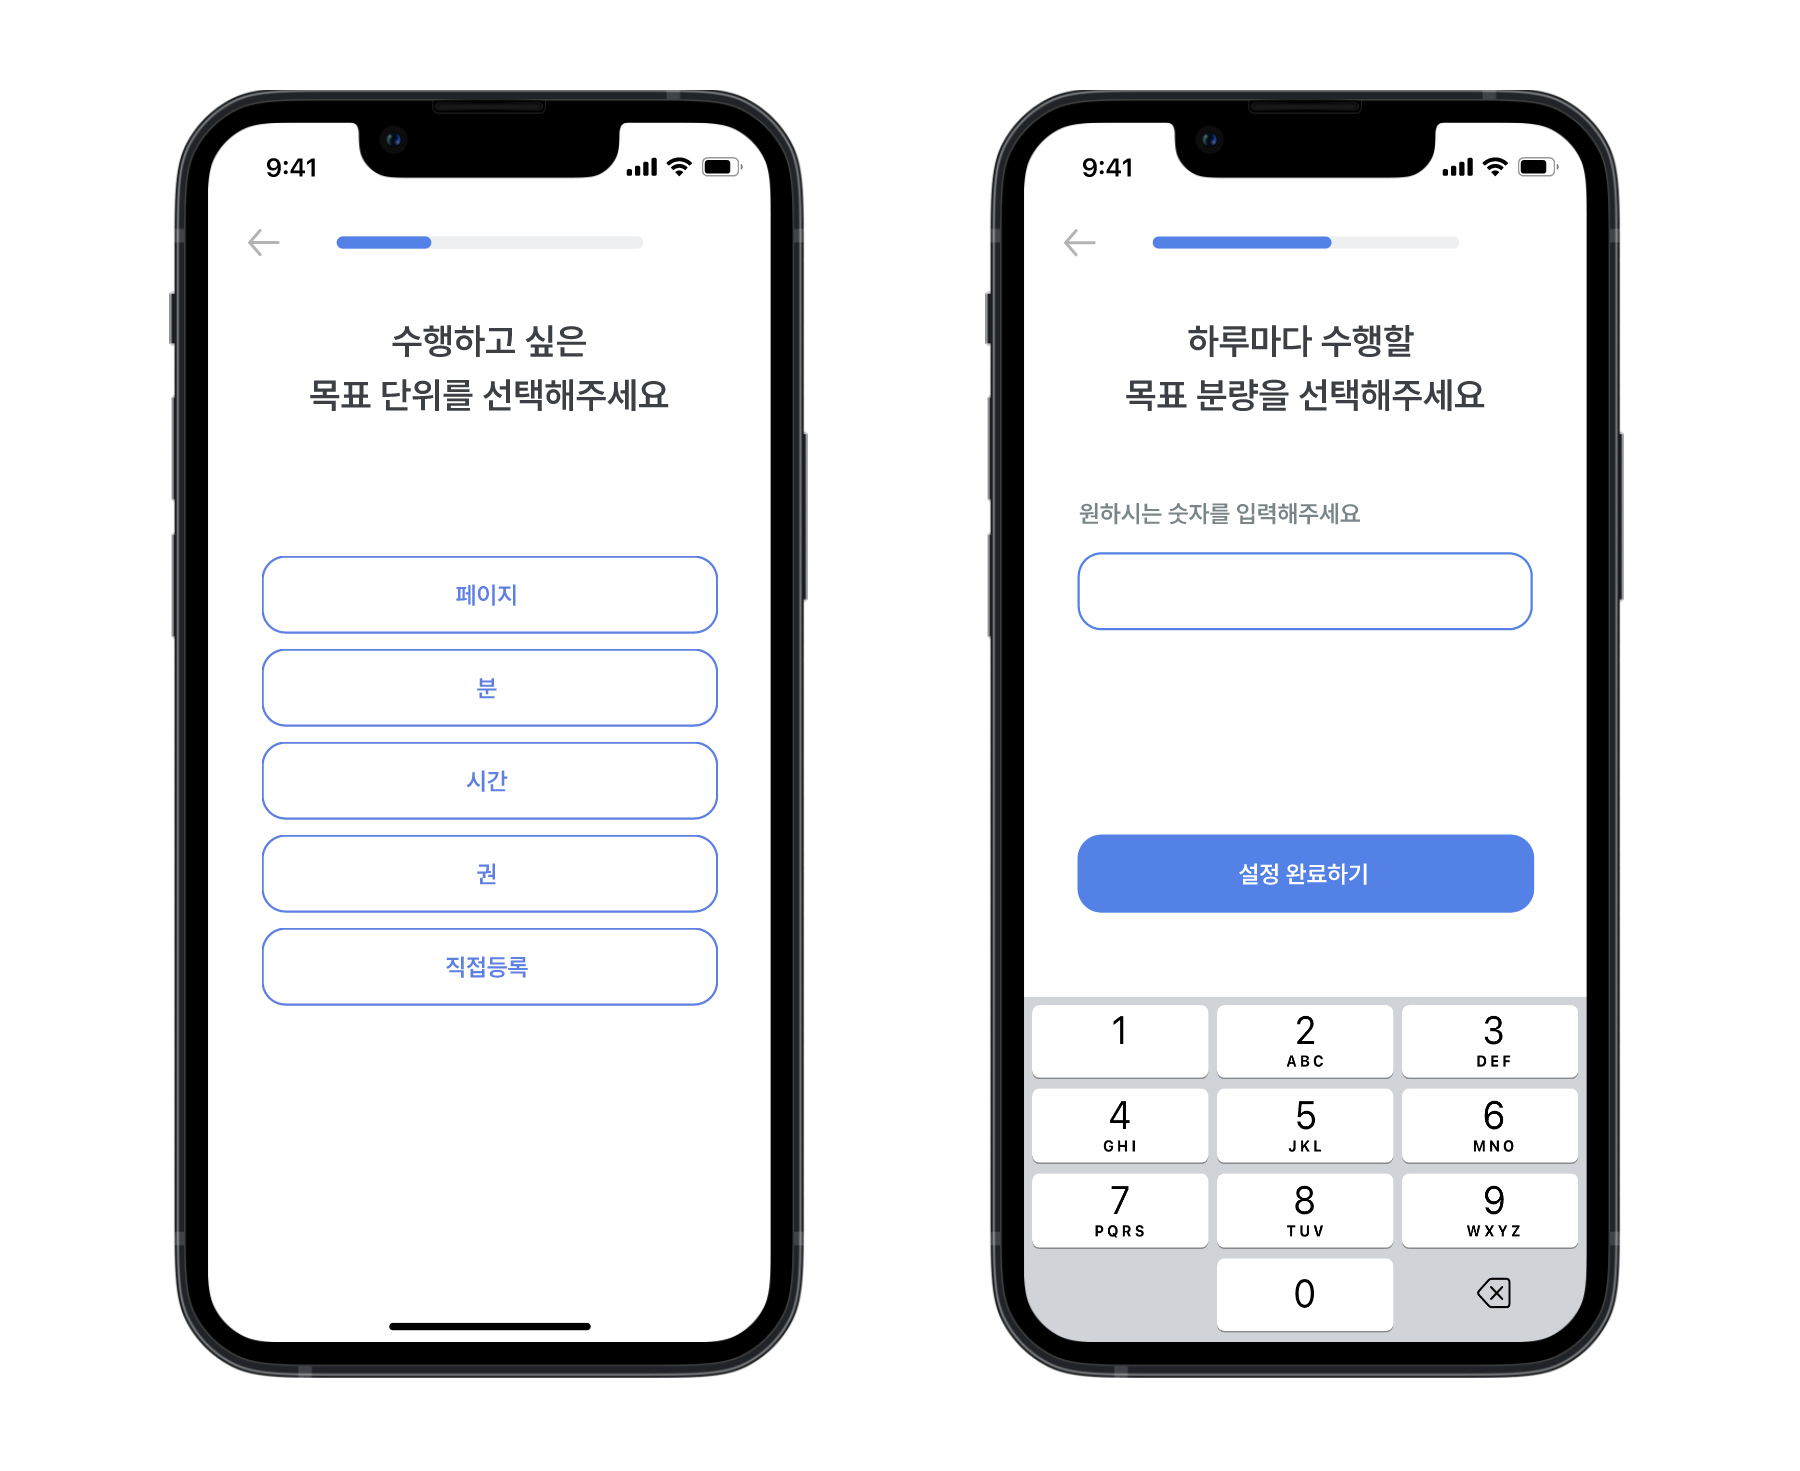 9:41
수행하고 싶은
목표 단위를 선택해주세요
페이지
분
시간
권
직접등록
9:41
하루마다 수행할
목표 분량을 선택해주세요
원하시는 숫자를 입력해주세요
설정 완료하기
1
2
ABC
3
DEF
4
GHI
5
JKL
6
MNO
7
PQRS
8
TUV
9
WXYZ
0